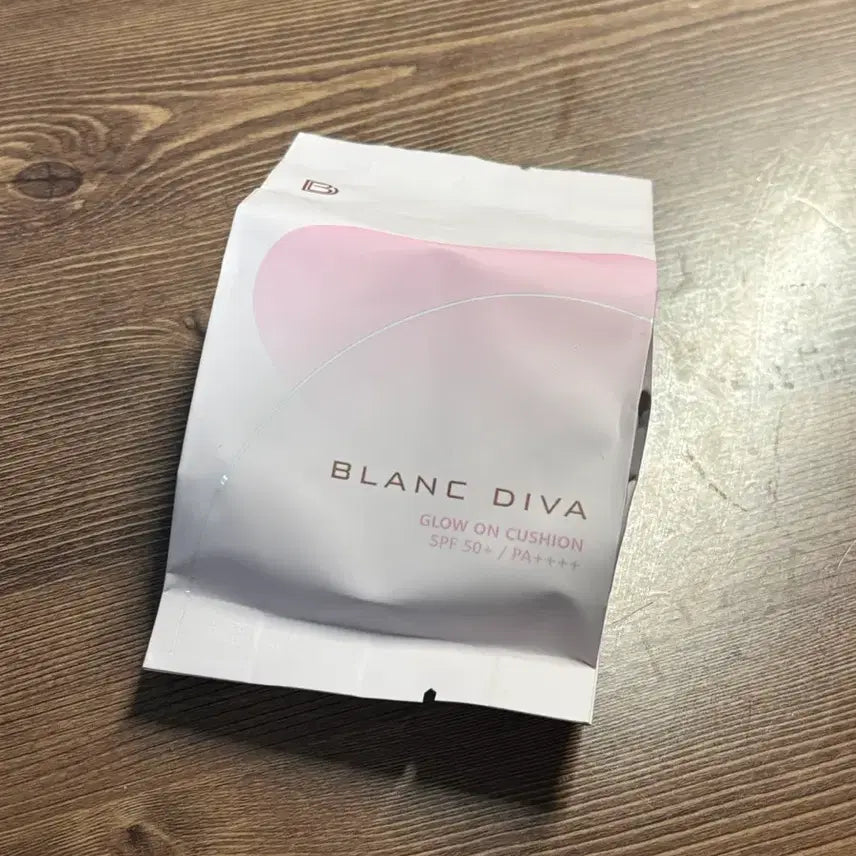 BLANC DIVA
GLOW ON CUSHION
SPF 50+ / PA++++